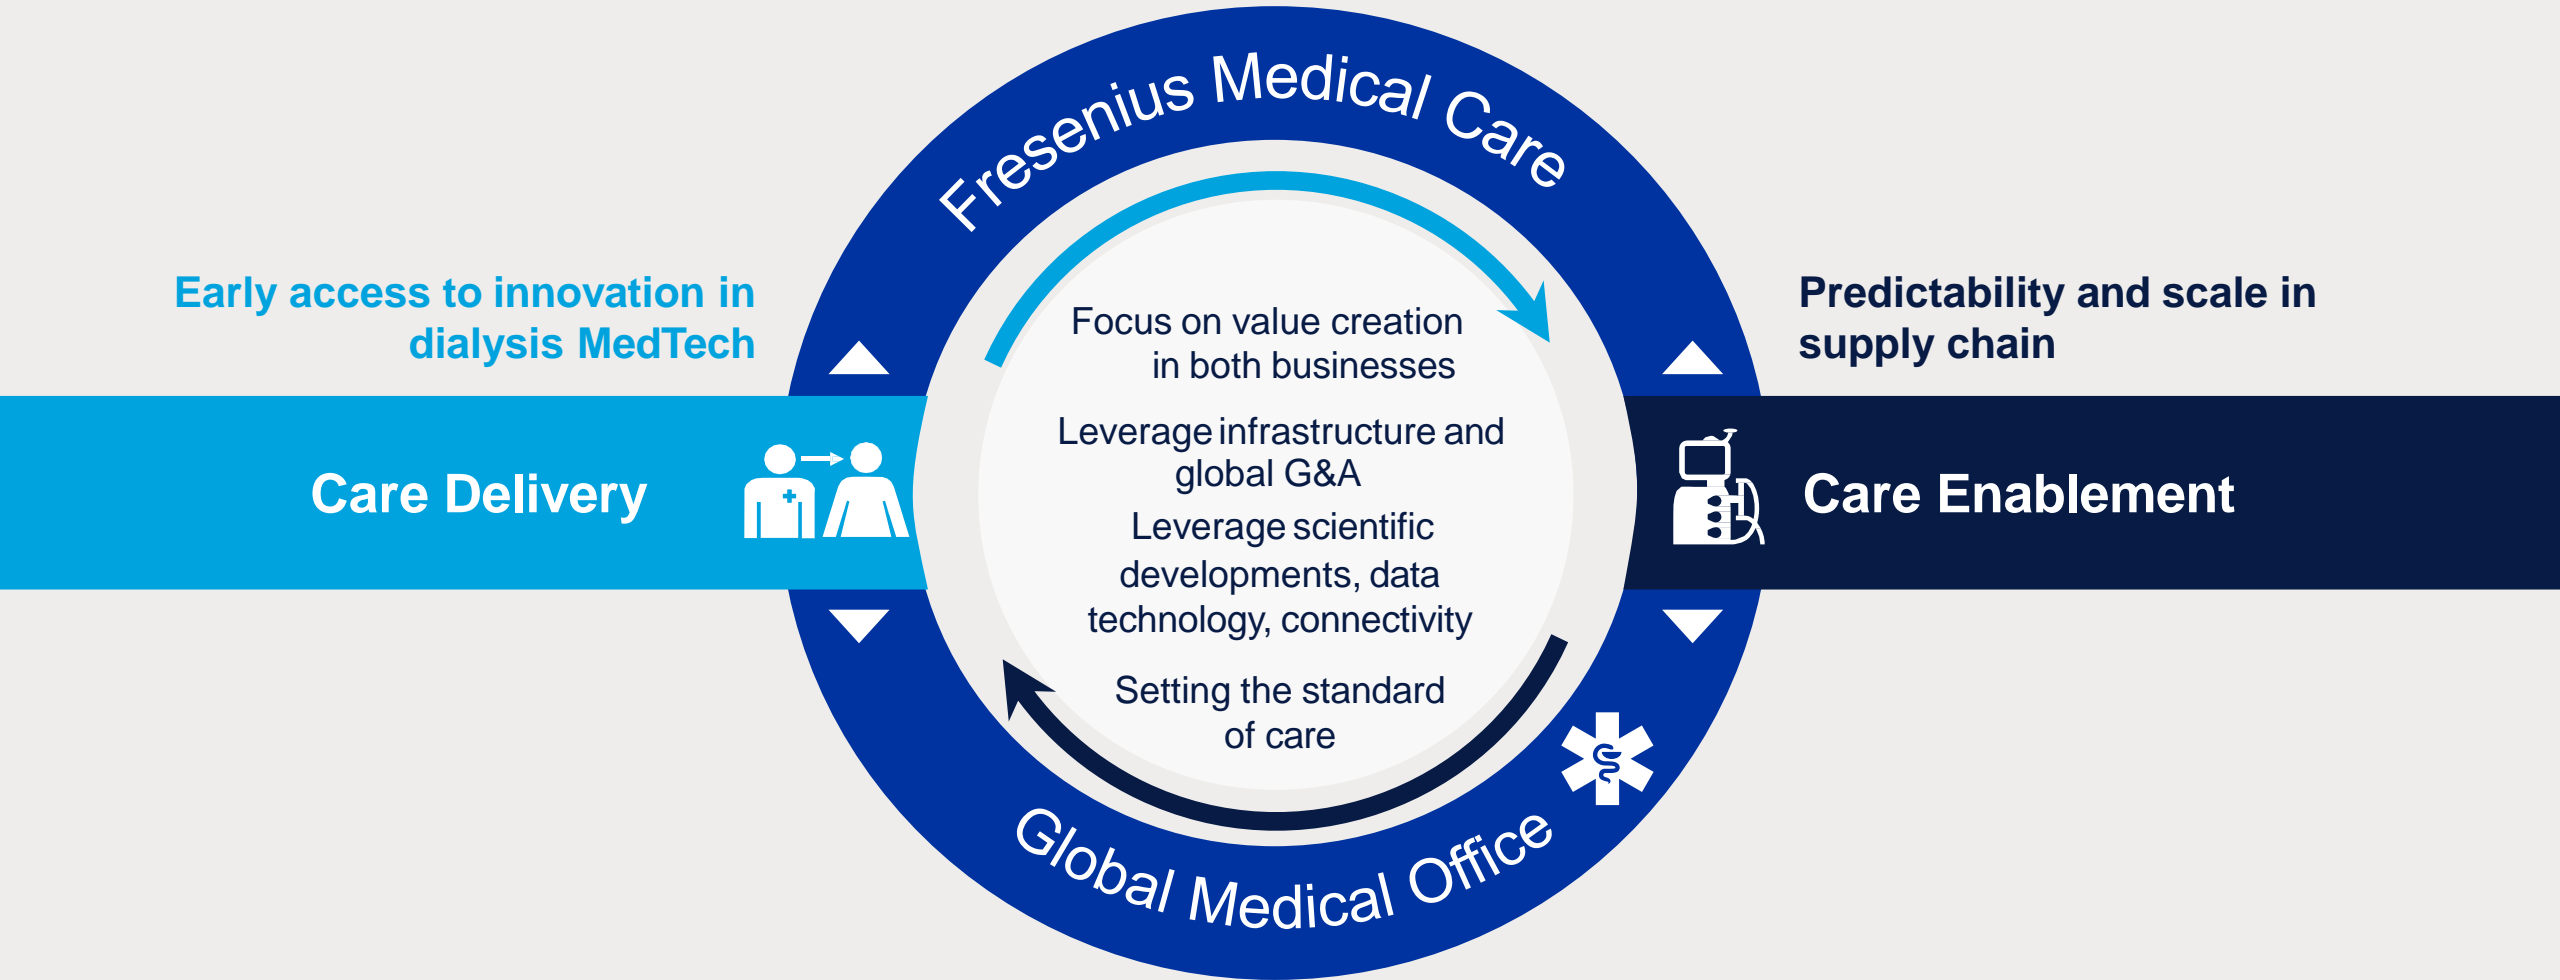 Fresenius Medical Care
Early access to innovation in
dialysis MedTech
Care Delivery
Focus on value creation
in both businesses
Leverage infrastructure and
global G&A
Leverage scientific
developments, data
technology, connectivity
Setting the standard
of care
Predictability and scale in
supply chain
Care Enablement
Global Medical Office